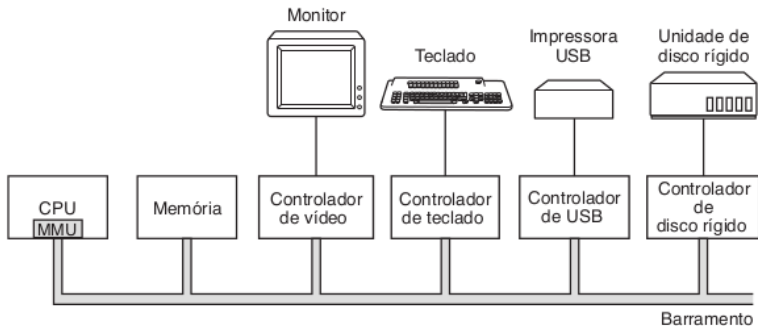 Monitor
Teclado
Impressora
USB
Unidade de
disco rígido
CPU
MMU
Memória
Controlador
de vídeo
Controlador
de teclado
Controlador
de USB
Controlador
de
disco rígido
Barramento